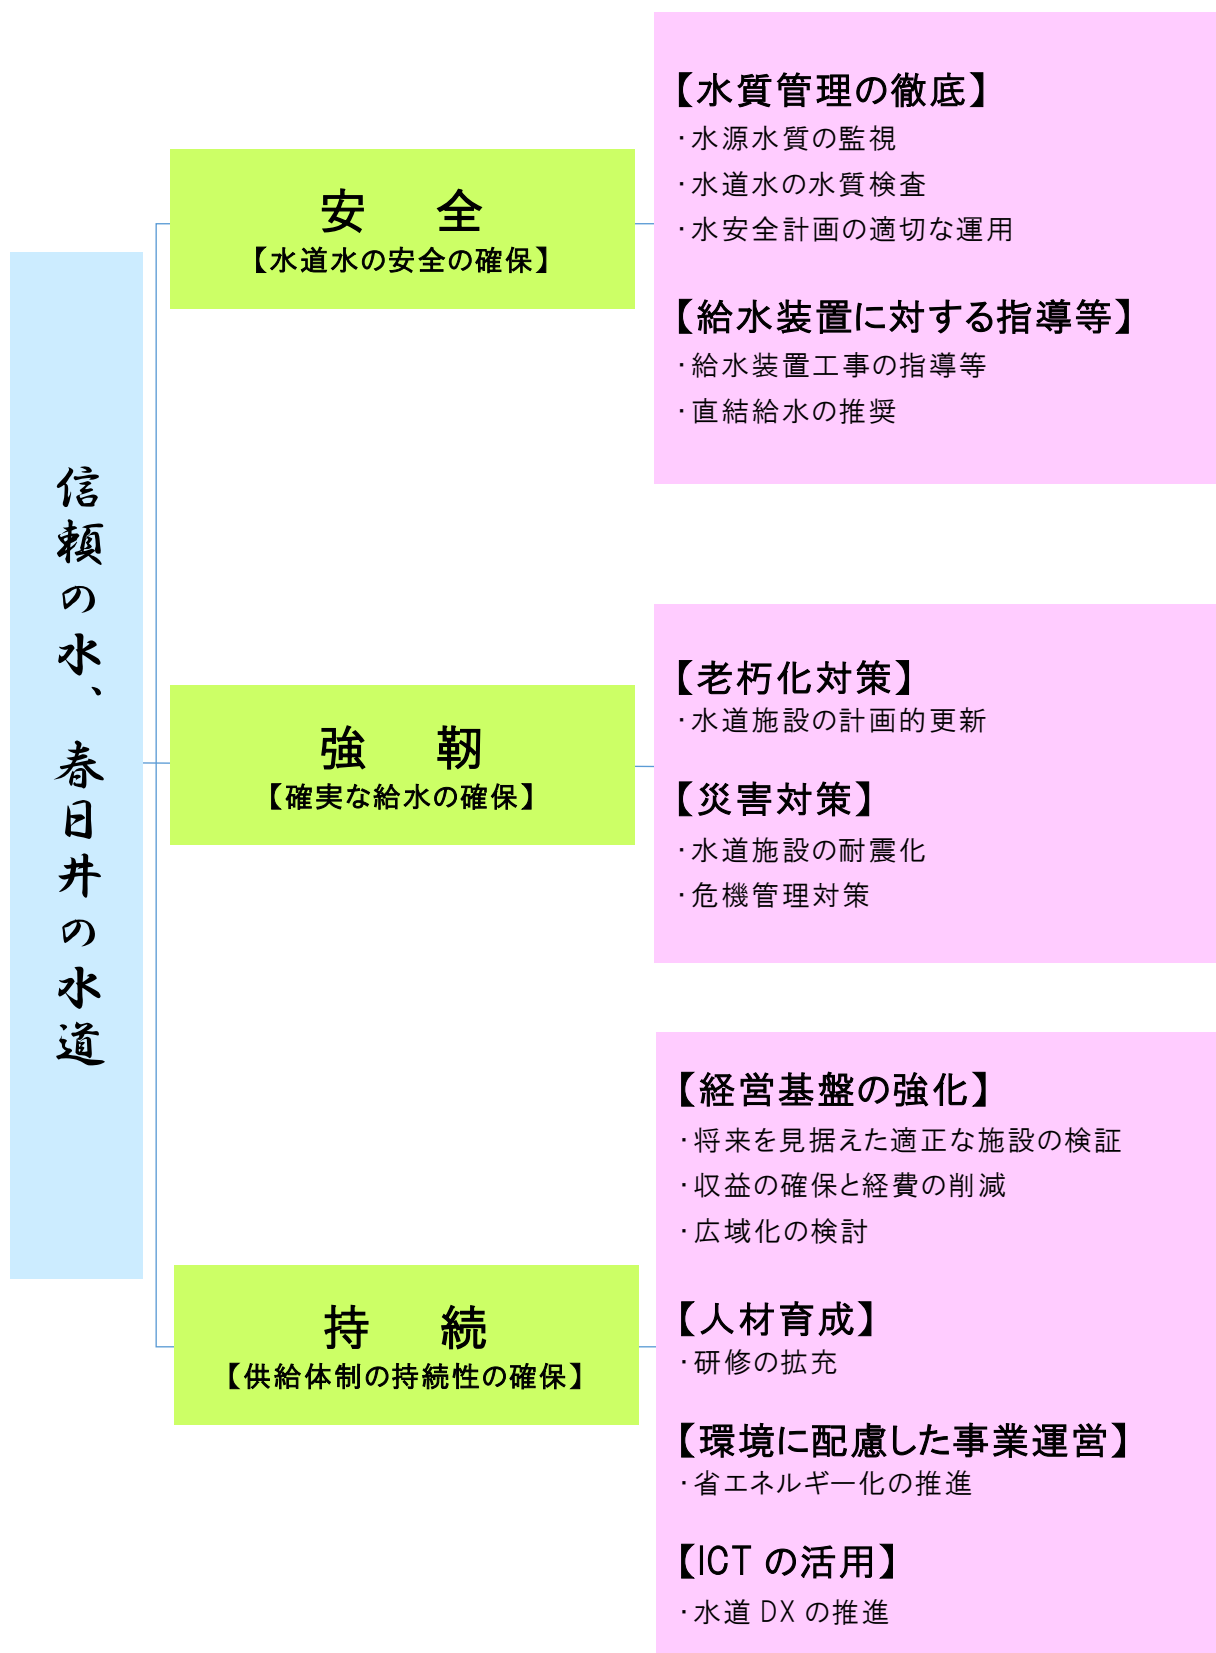 信頼の水、春日井の水道
安　全
【水道水の安全の確保】
【水質管理の徹底】
・水源水質の監視
・水道水の水質検査
・水安全計画の適切な運用
【給水装置に対する指導等】
・給水装置工事の指導等
・直結給水の推奨
強　靭
【確実な給水の確保】
【老朽化対策】
・水道施設の計画的更新
【災害対策】
・水道施設の耐震化
・危機管理対策
持　続
【供給体制の持続性の確保】
【経営基盤の強化】
・将来を見据えた適正な施設の検証
・収益の確保と経費の削減
・広域化の検討
【人材育成】
・研修の拡充
【環境に配慮した事業運営】
・省エネルギー化の推進
【ICT の活用】
・水道 DX の推進